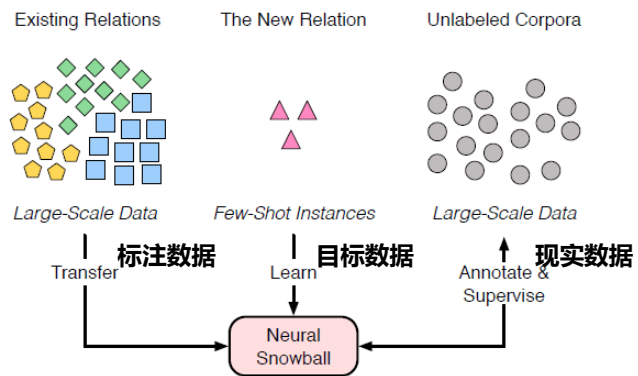 Existing Relations
The New Relation
Unlabeled Corpora
Large-Scale Data
Few-Shot Instances
Large-Scale Data
标注数据
目标数据
现实数据
Transfer
Learn
Annotate &
Supervise
Neural
Snowball